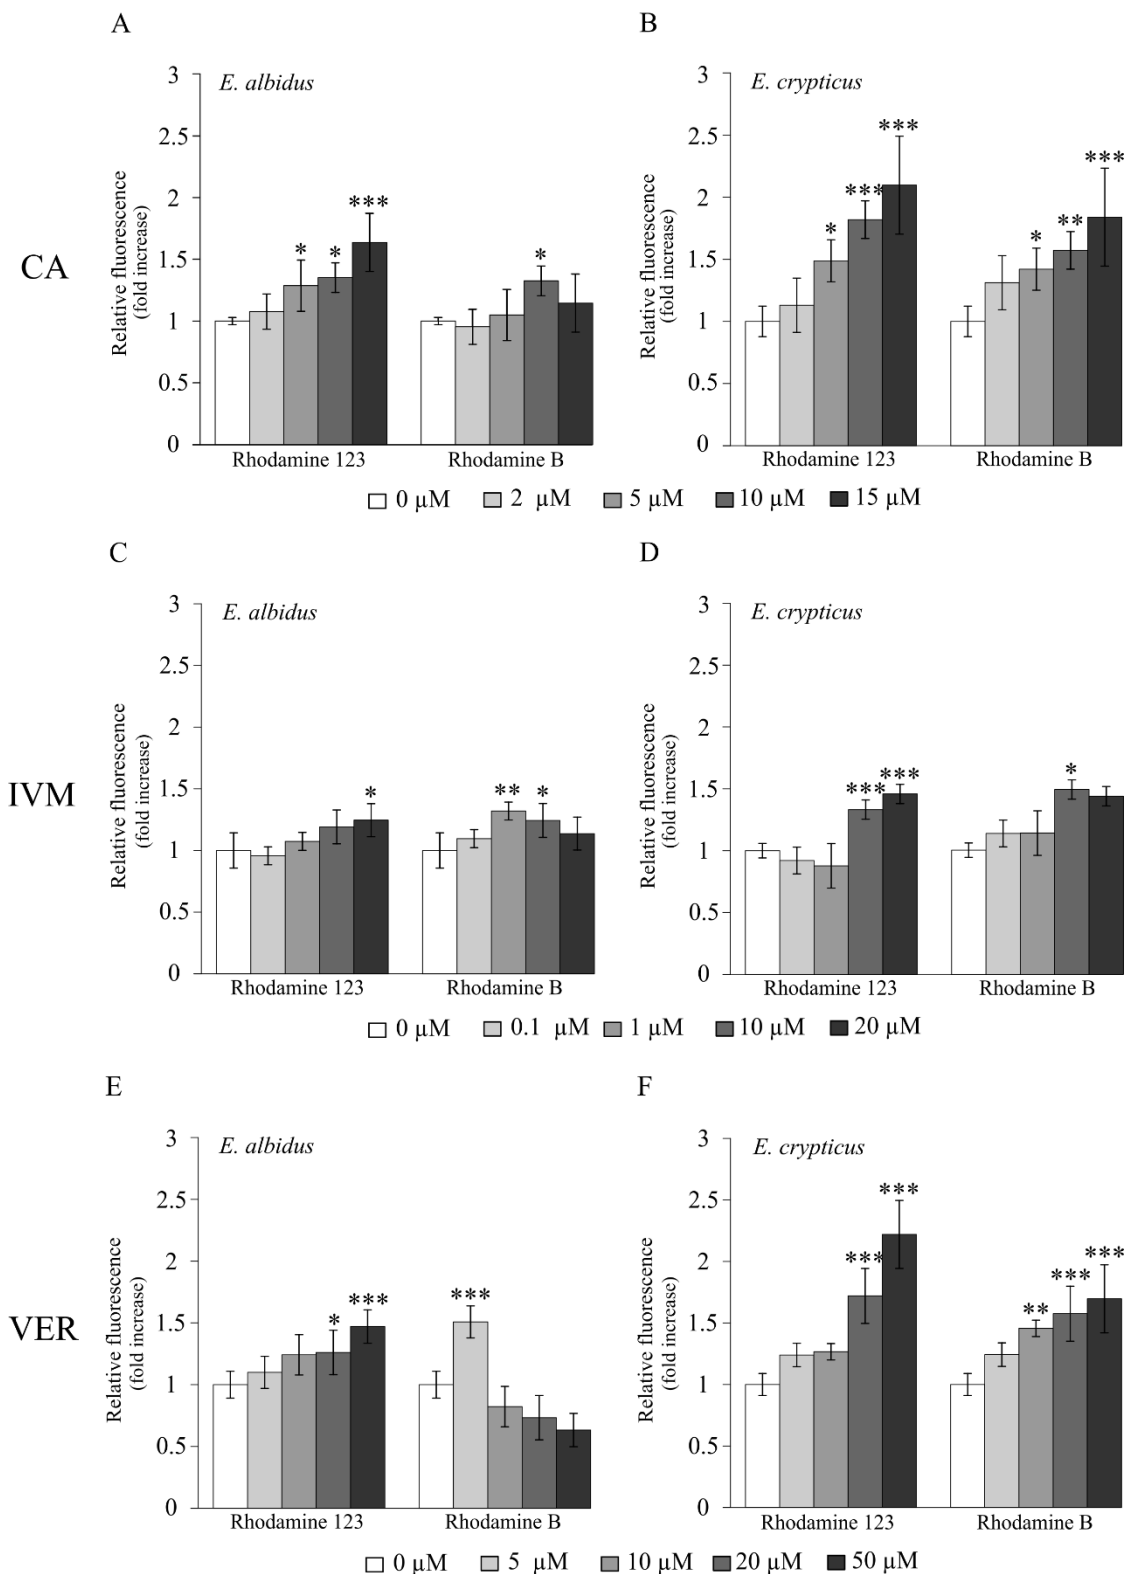 A
B
CA
Relative fluorescence
(fold increase)
3
2.5
2
1.5
1
0.5
0
E. albidus
* * ***
*
Rhodamine 123 Rhodamine B
Relative fluorescence
(fold increase)
3
2.5
2
1.5
1
0.5
0
E. crypticus
* *** ***
* ** ***
Rhodamine 123 Rhodamine B
0 µM 2 µM 5 µM 10 µM 15 µM
C
D
IVM
Relative fluorescence
(fold increase)
3
2.5
2
1.5
1
0.5
0
E. albidus
*
** *
Rhodamine 123 Rhodamine B
Relative fluorescence
(fold increase)
3
2.5
2
1.5
1
0.5
0
E. crypticus
*** ***
*
Rhodamine 123 Rhodamine B
0 µM 0.1 µM 1 µM 10 µM 20 µM
E
F
VER
Relative fluorescence
(fold increase)
3
2.5
2
1.5
1
0.5
0
E. albidus
* ***
***
Rhodamine 123 Rhodamine B
Relative fluorescence
(fold increase)
3
2.5
2
1.5
1
0.5
0
E. crypticus
*** ***
** *** ***
Rhodamine 123 Rhodamine B
0 µM 5 µM 10 µM 20 µM 50 µM